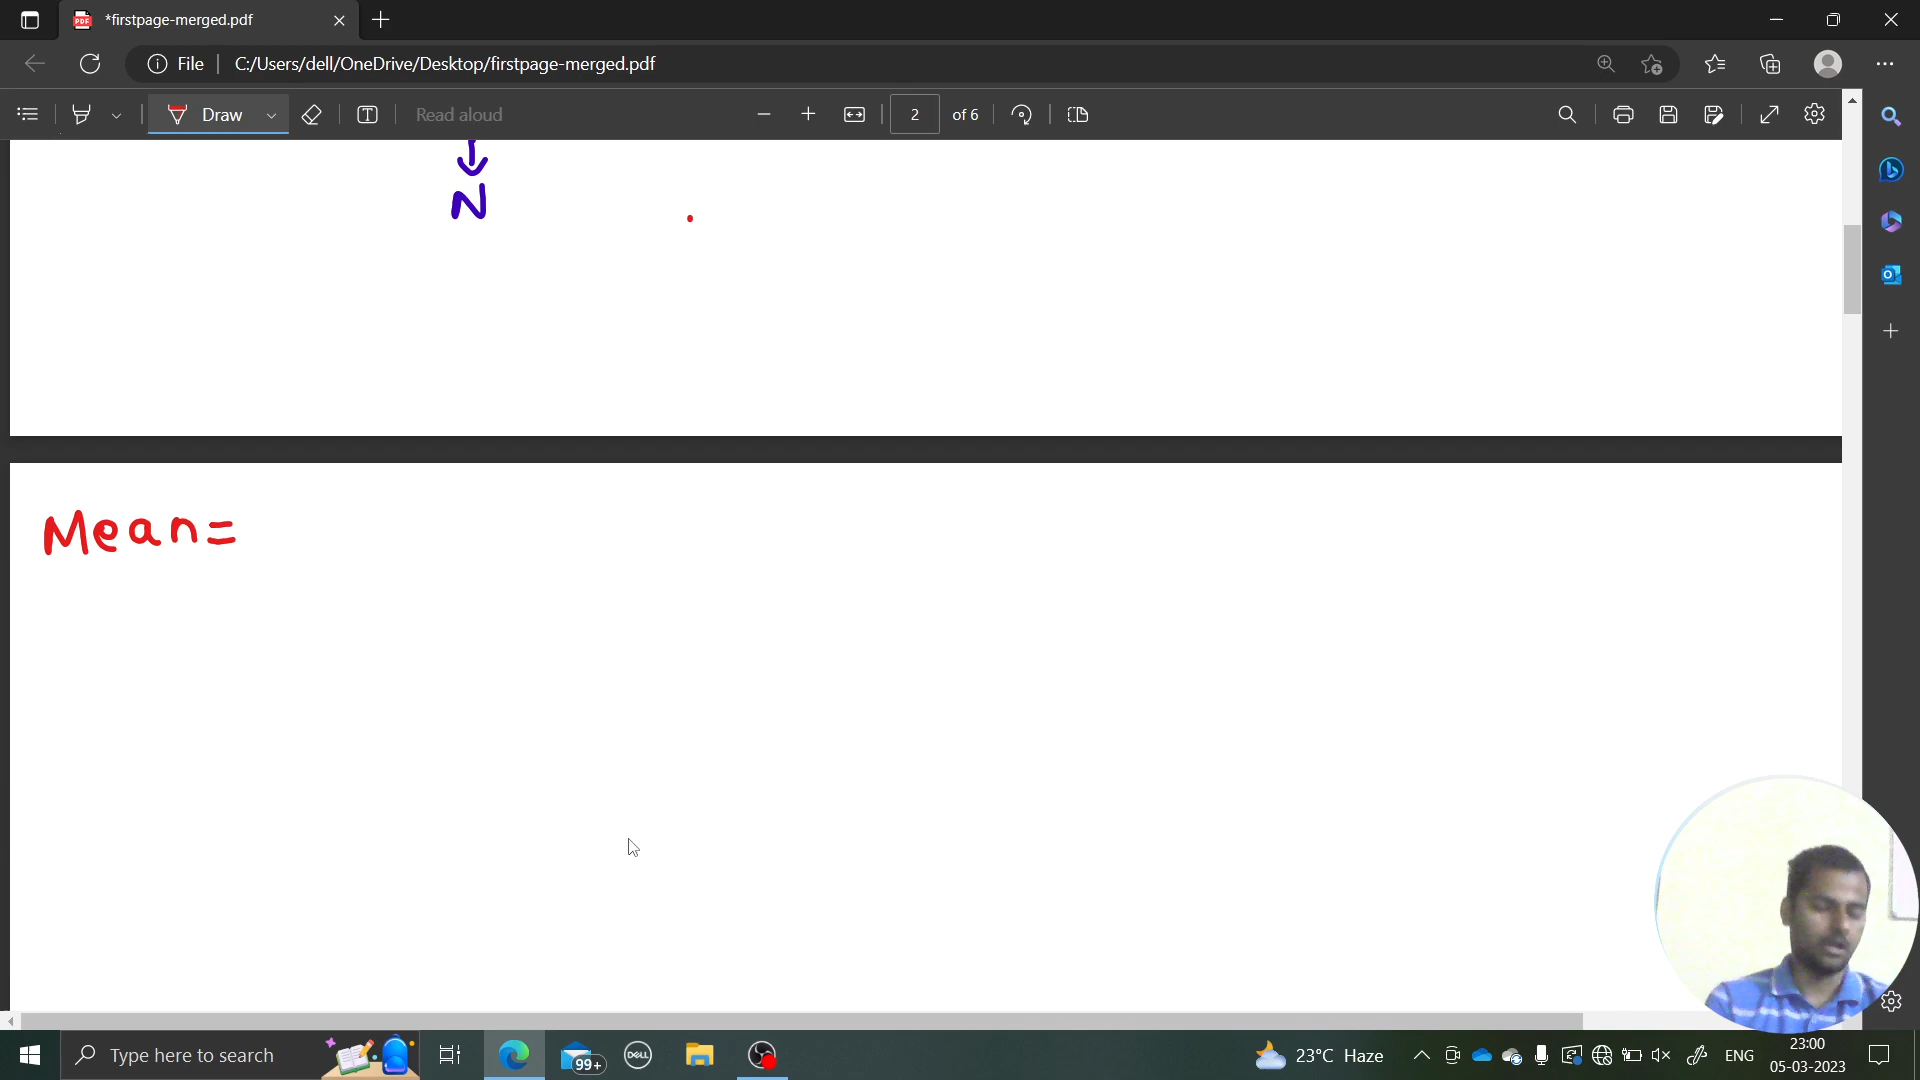 *firstpage-merged.pdf
File
C:/Users/dell/OneDrive/Desktop/firstpage-merged.pdf
Draw
Read aloud
2 of 6
N
Mean=
Type here to search
99+
DELL
23°C Haze
ENG
23:00
05-03-2023